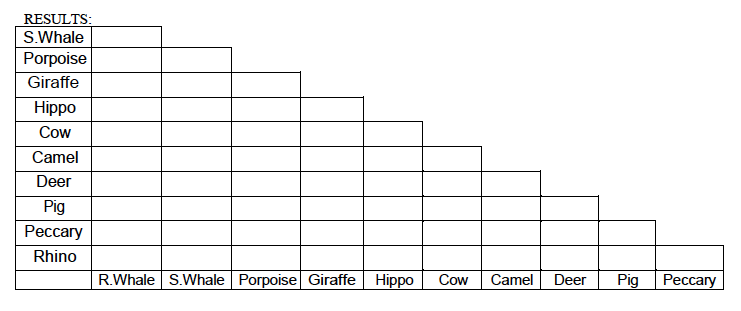 RESULTS:
S.Whale
Porpoise
Giraffe
Hippo
Cow
Camel
Deer
Pig
Peccary
Rhino
R.Whale S.Whale Porpoise Giraffe Hippo Cow Camel Deer Pig Peccary